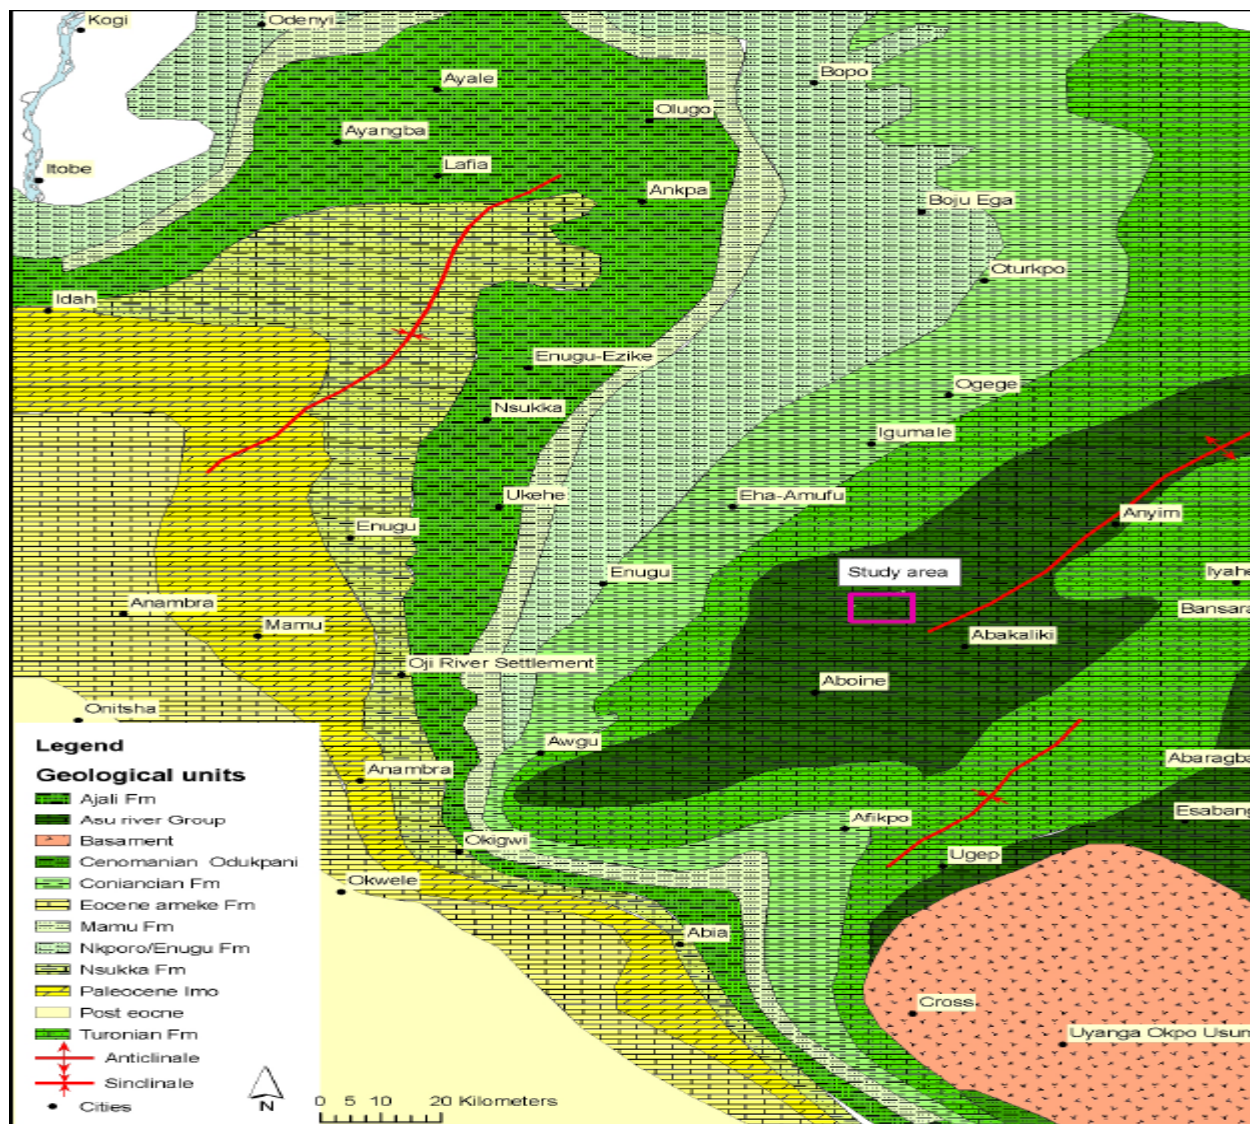 Kogi
Odenyi
Ayale
Bopo
Olugo
Ayangba
Itobe
Lafia
Ankpa
Boju Ega
Oturkpo
Idah
Enugu-Ezike
Ogege
Nsukka
Igumale
Ukehe
Eha-Amufu
Anyim
Enugu
Enugu
Study area
Iyahe
Anambra
Bansara
Mamu
Abakaliki
Oji River Settlement
Aboine
Onitsha
Awgu
Abaragba
Anambra
Esabang
Afikpo
Okigwi
Ugep
Okwele
Abia
Cross
Uyanga Okpo Usun
Legend
Geological units
Ajali Fm
Asu river Group
Basament
Cenomanian Odukpani
Coniancian Fm
Eocene ameke Fm
Mamu Fm
Nkporo/Enugu Fm
Nsukka Fm
Paleocene Imo
Post eocne
Turonian Fm
Anticlinale
Sinclinale
Cities
N
0 5 10 20 Kilometers